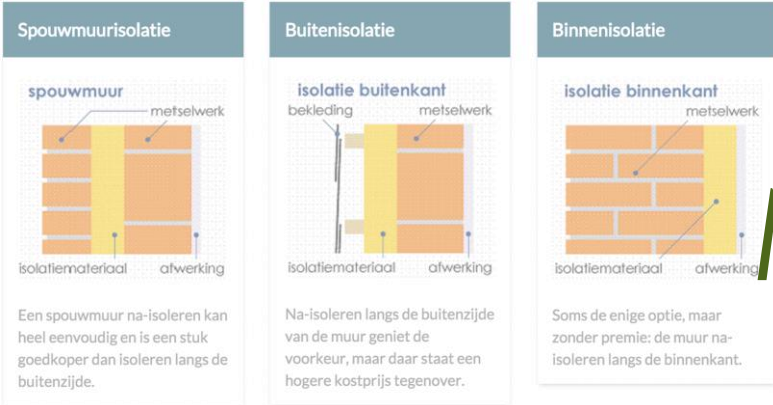 Spouwmuurisolatie
spouwmuur
metselwerk
isolatiemateriaal
afwerking
Een spouwmuur na-isoleren kan
heel eenvoudig en is een stuk
goedkoper dan isoleren langs de
buitenzijde.
Buitenisolatie
isolatie buitenkant
bekleding
metselwerk
isolatiemateriaal
afwerking
Na-isoleren langs de buitenzijde
van de muur geniet de
voorkeur, maar daar staat een
hogere kostprijs tegenover.
Binnenisolatie
isolatie binnenkant
metselwerk
isolatiemateriaal
afwerking
Soms de enige optie, maar
zonder premie: de muur na-
isoleren langs de binnenkant.